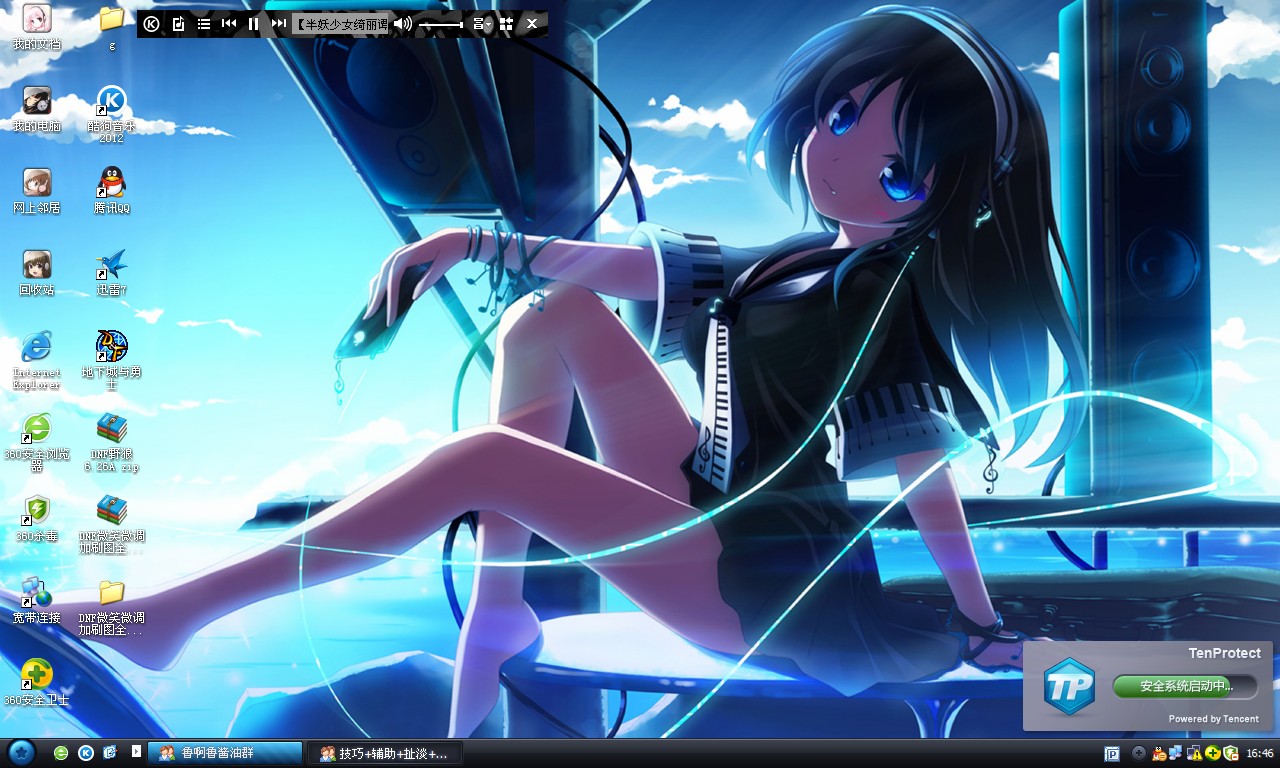 【半妖少女绮丽谭
我的文档
g
我的电脑
酷狗音乐
2012
网上邻居
腾讯QQ
回收站
迅雷7
Internet
Explorer
地下城与勇
士
360安全浏览
器
DNF野狼
6.26A.zip
360杀毒
DNF微笑微调
加刷图全...
宽带连接
DNF微笑微调
加刷图全...
360安全卫士
TenProtect
TP
安全系统启动中...
Powered by Tencent
鲁啊鲁酱油群
技巧+辅助+扯淡+...
16:46